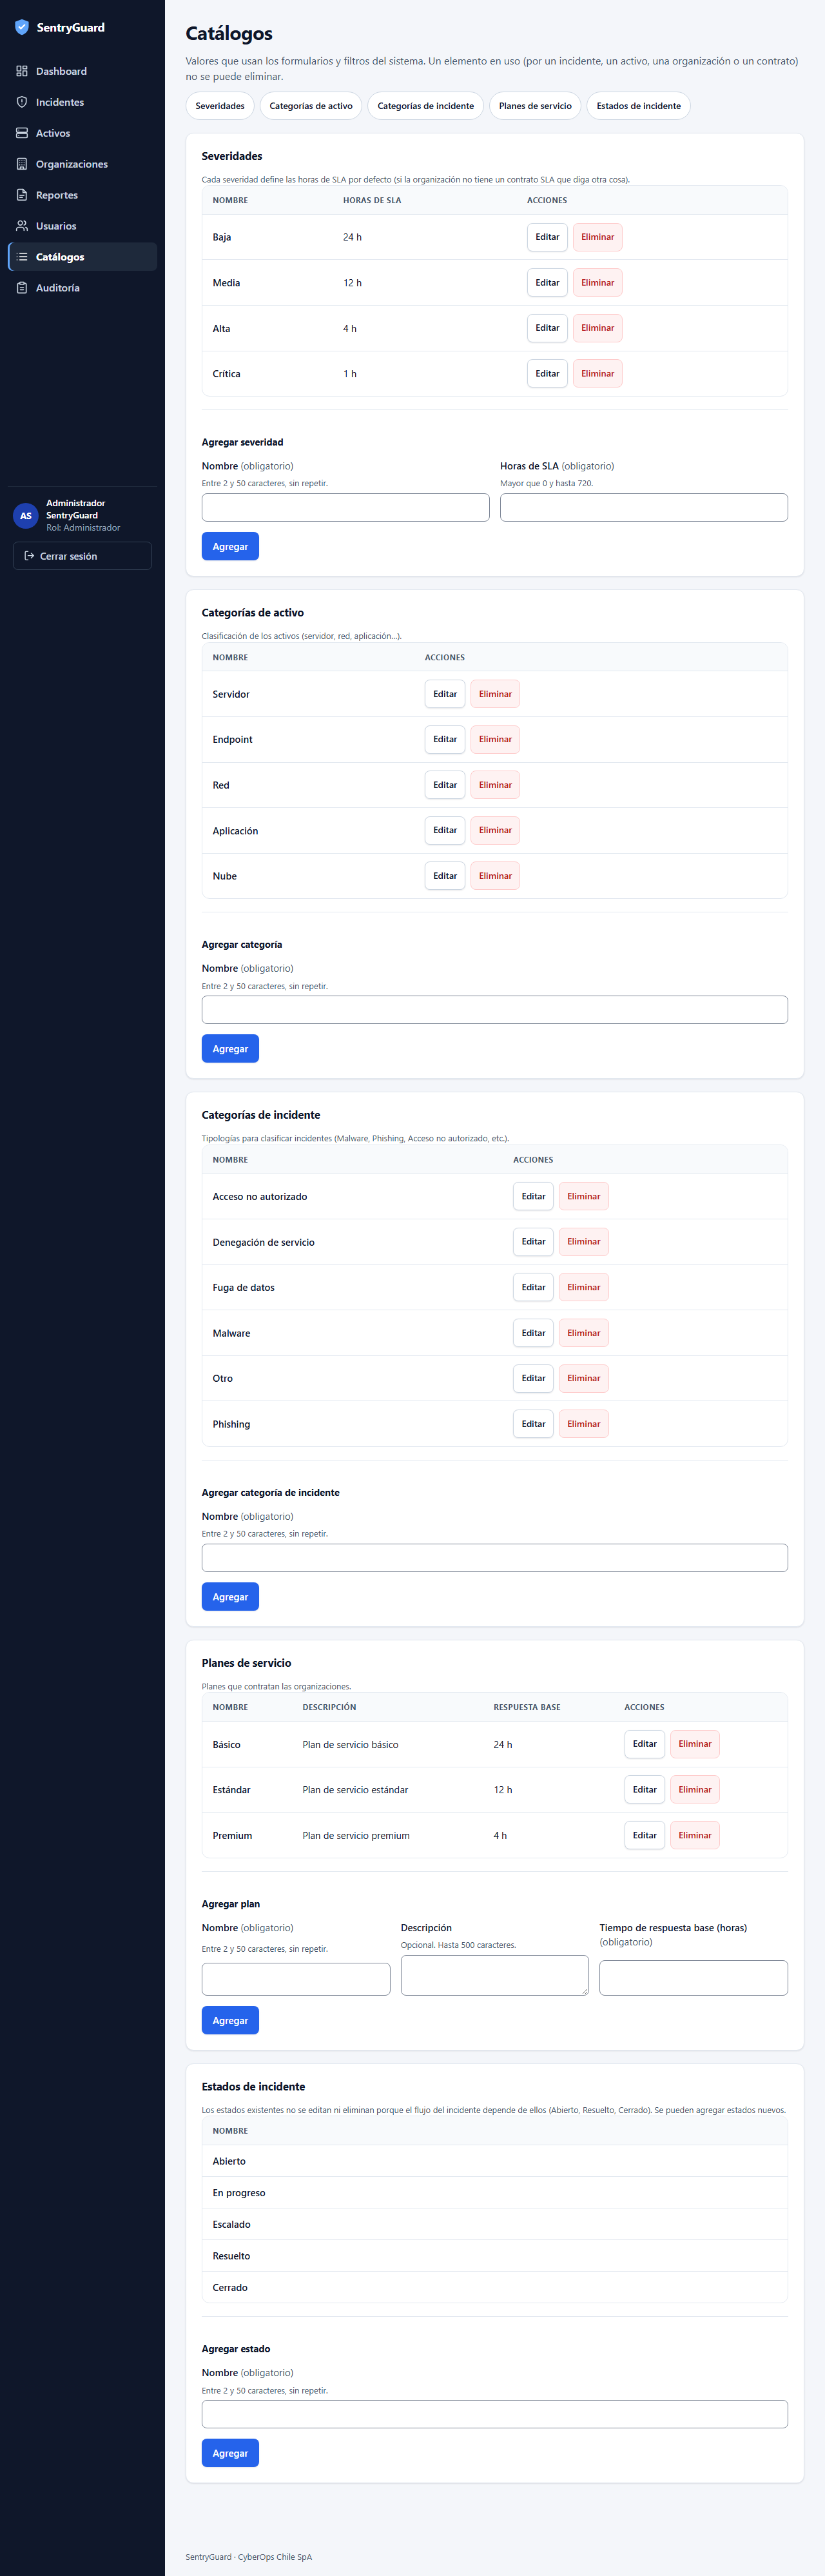 SentryGuard
Dashboard
Incidentes
Activos
Organizaciones
Reportes
Usuarios
Catálogos
Auditoría
AS
Administrador
SentryGuard
Rol: Administrador
Cerrar sesión
Catálogos
Valores que usan los formularios y filtros del sistema. Un elemento en uso (por un incidente, un activo, una organización o un contrato)
no se puede eliminar.
Severidades Categorías de activo Categorías de incidente Planes de servicio Estados de incidente
Severidades
Cada severidad define las horas de SLA por defecto (si la organización no tiene un contrato SLA que diga otra cosa).
NOMBRE HORAS DE SLA ACCIONES
Baja 24 h Editar Eliminar
Media 12 h Editar Eliminar
Alta 4 h Editar Eliminar
Crítica 1 h Editar Eliminar
Agregar severidad
Nombre (obligatorio) Horas de SLA (obligatorio)
Entre 2 y 50 caracteres, sin repetir. Mayor que 0 y hasta 720.
Agregar
Categorías de activo
Clasificación de los activos (servidor, red, aplicación...).
NOMBRE ACCIONES
Servidor Editar Eliminar
Endpoint Editar Eliminar
Red Editar Eliminar
Aplicación Editar Eliminar
Nube Editar Eliminar
Agregar categoría
Nombre (obligatorio)
Entre 2 y 50 caracteres, sin repetir.
Agregar
Categorías de incidente
Tipologías para clasificar incidentes (Malware, Phishing, Acceso no autorizado, etc.).
NOMBRE ACCIONES
Acceso no autorizado Editar Eliminar
Denegación de servicio Editar Eliminar
Fuga de datos Editar Eliminar
Malware Editar Eliminar
Otro Editar Eliminar
Phishing Editar Eliminar
Agregar categoría de incidente
Nombre (obligatorio)
Entre 2 y 50 caracteres, sin repetir.
Agregar
Planes de servicio
Planes que contratan las organizaciones.
NOMBRE DESCRIPCIÓN RESPUESTA BASE ACCIONES
Básico Plan de servicio básico 24 h Editar Eliminar
Estándar Plan de servicio estándar 12 h Editar Eliminar
Premium Plan de servicio premium 4 h Editar Eliminar
Agregar plan
Nombre (obligatorio) Descripción Tiempo de respuesta base (horas)
(obligatorio)
Entre 2 y 50 caracteres, sin repetir. Opcional. Hasta 500 caracteres.
Agregar
Estados de incidente
Los estados existentes no se editan ni eliminan porque el flujo del incidente depende de ellos (Abierto, Resuelto, Cerrado). Se pueden agregar estados nuevos.
NOMBRE
Abierto
En progreso
Escalado
Resuelto
Cerrado
Agregar estado
Nombre (obligatorio)
Entre 2 y 50 caracteres, sin repetir.
Agregar
SentryGuard · CyberOps Chile SpA